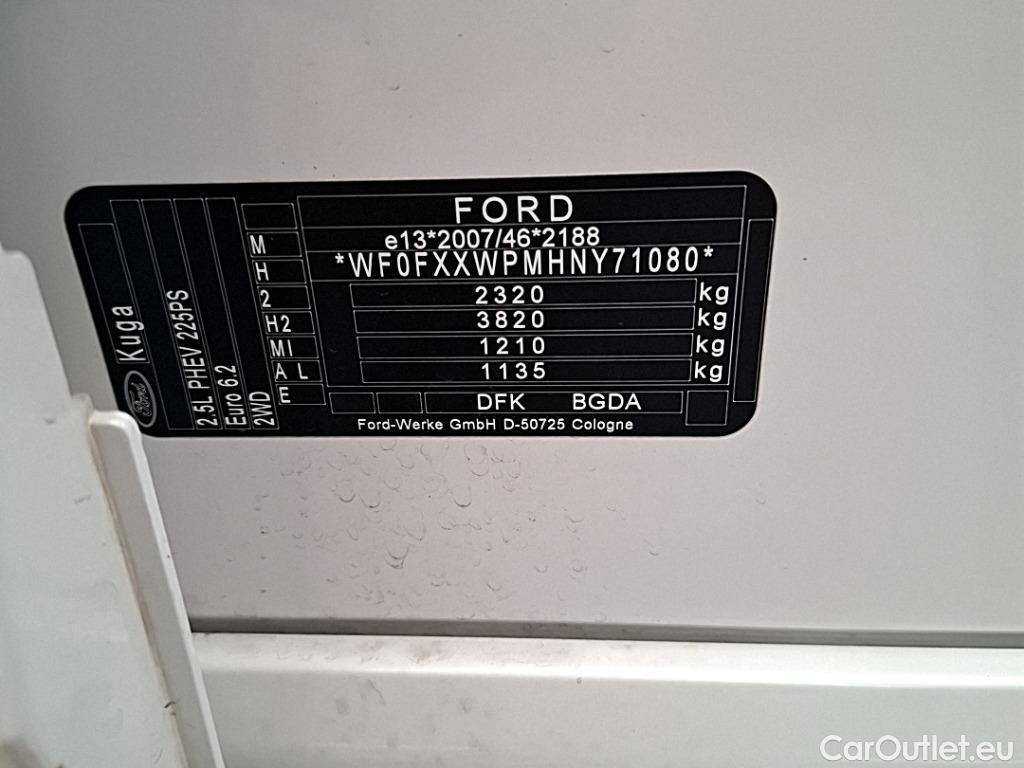 FORD
e13*2007/46*2188
*WF0FXXWPMHNY71080*
2320 kg
3820 kg
1210 kg
1135 kg
DFK BGDA
Ford-Werke GmbH D-50725 Cologne
M
H
2
H2
MI
A L
E
2WD
Euro 6.2
2.5L PHEV 225PS
Kuga
Ford
CarOutlet.eu